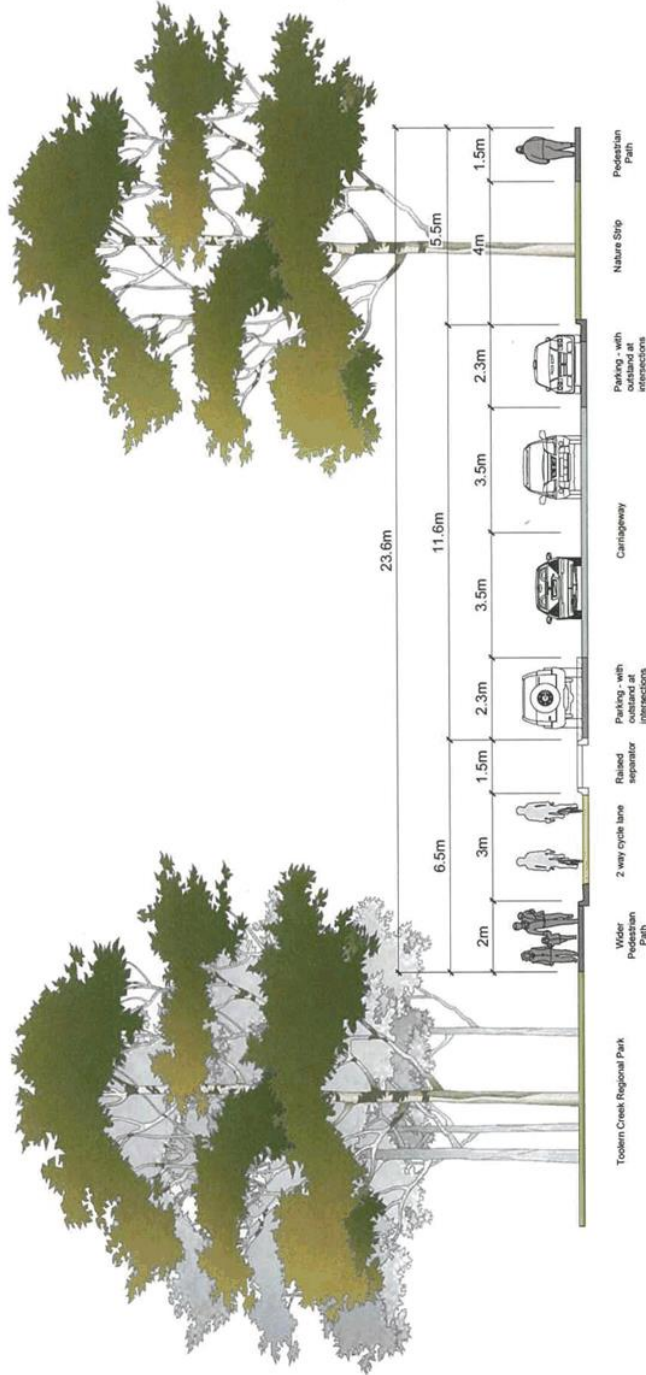 23.6m
6.5m
11.6m
5.5m
2m
3m
1.5m
2.3m
3.5m
3.5m
2.3m
4m
1.5m
Toolern Creek Regional Park
Wider
Pedestrian
Path
2 way cycle lane
Raised
separator
Parking - with
outstand at
intersections
Carriageway
Parking - with
outstand at
intersections
Nature Strip
Pedestrian
Path